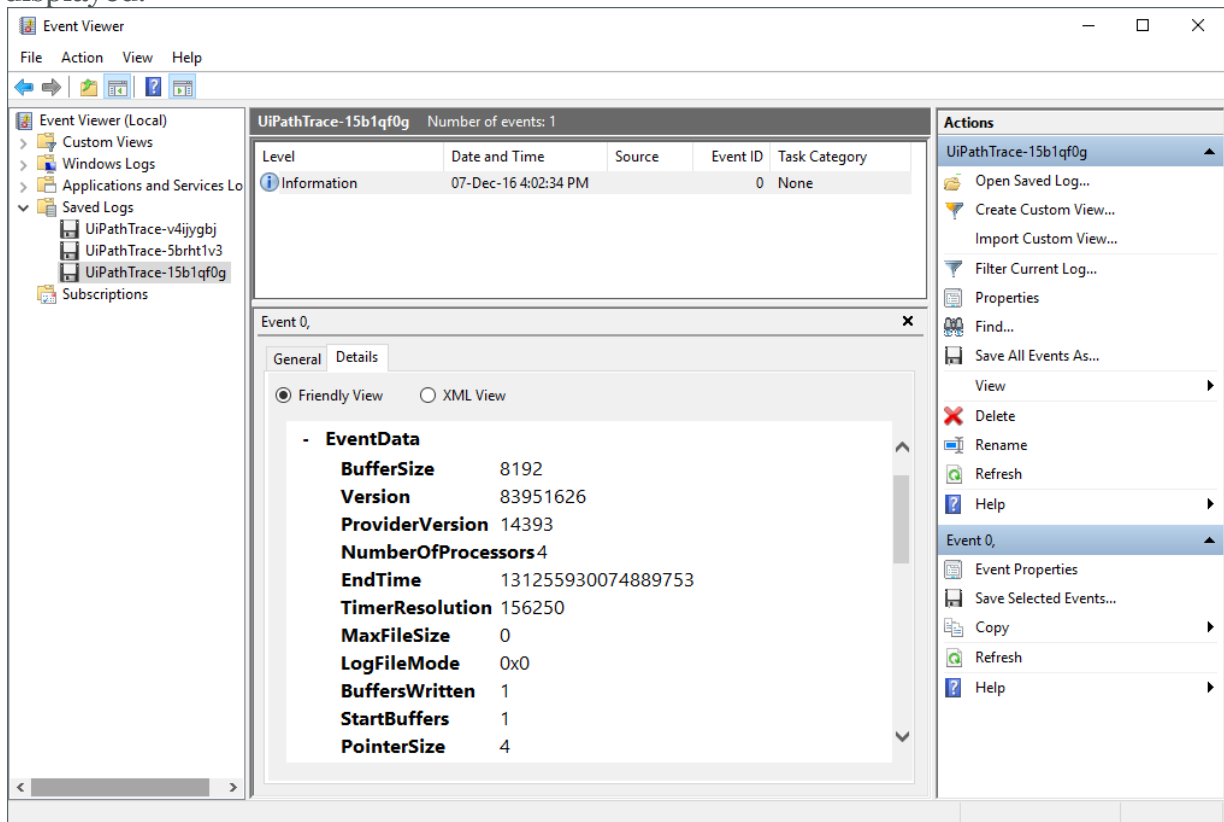 displayed.
Event Viewer
File Action View Help
Event Viewer (Local)
Custom Views
Windows Logs
Applications and Services Lo
Saved Logs
UiPathTrace-v4ijygbj
UiPathTrace-5brht1v3
UiPathTrace-15b1qf0g
Subscriptions
UiPathTrace-15b1qf0g Number of events: 1
Level Date and Time Source Event ID Task Category
Information 07-Dec-16 4:02:34 PM 0 None
Event 0,
General Details
Friendly View XML View
- EventData
BufferSize 8192
Version 83951626
ProviderVersion 14393
NumberOfProcessors 4
EndTime 131255930074889753
TimerResolution 156250
MaxFileSize 0
LogFileMode 0x0
BuffersWritten 1
StartBuffers 1
PointerSize 4
Actions
UiPathTrace-15b1qf0g
Open Saved Log...
Create Custom View...
Import Custom View...
Filter Current Log...
Properties
Find...
Save All Events As...
View
Delete
Rename
Refresh
Help
Event 0,
Event Properties
Save Selected Events...
Copy
Refresh
Help